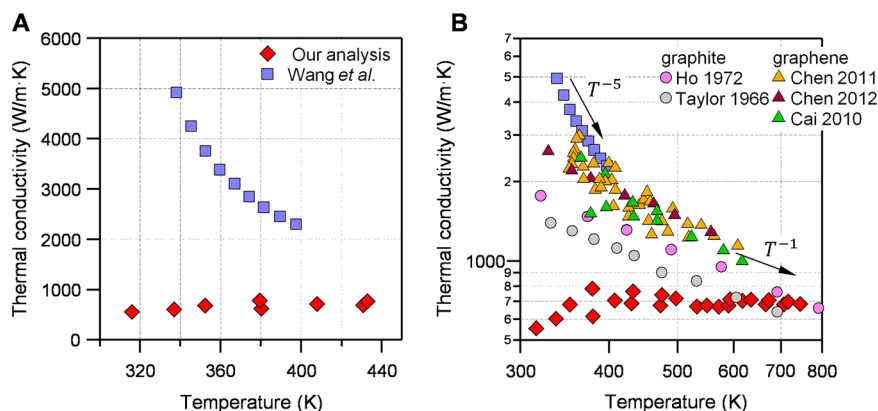 A
Thermal conductivity (W/m·K)
6000
5000
4000
3000
2000
1000
0
320
360
400
440
Temperature (K)
Our analysis
Wang et al.
B
Thermal conductivity (W/m·K)
7
6
5
4
3
2
1000
9
8
7
6
5
300
400
500
600
700
800
Temperature (K)
graphite
Ho 1972
Taylor 1966
graphene
Chen 2011
Chen 2012
Cai 2010
T⁻⁵
T⁻¹